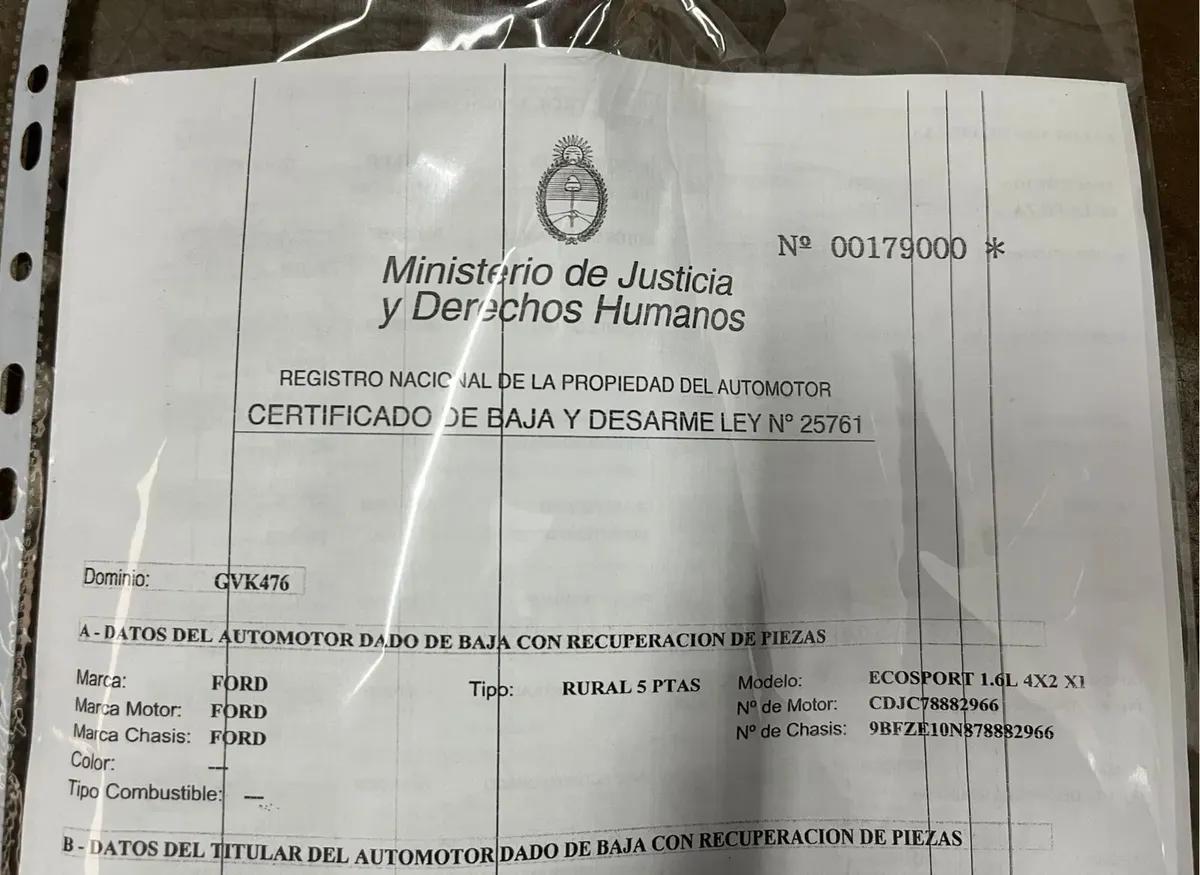 Nº 00179000 *
Ministerio de Justicia
y Derechos Humanos
REGISTRO NACIONAL DE LA PROPIEDAD DEL AUTOMOTOR
CERTIFICADO DE BAJA Y DESARME LEY Nº 25761
Dominio: GVK476
A - DATOS DEL AUTOMOTOR DADO DE BAJA CON RECUPERACION DE PIEZAS
Marca: FORD Tipo: RURAL 5 PTAS Modelo: ECOSPORT 1.6L 4X2 X1
Marca Motor: FORD Nº de Motor: CDJC78882966
Marca Chasis: FORD Nº de Chasis: 9BFZE10N878882966
Color: ---
Tipo Combustible: ---
B - DATOS DEL TITULAR DEL AUTOMOTOR DADO DE BAJA CON RECUPERACION DE PIEZAS